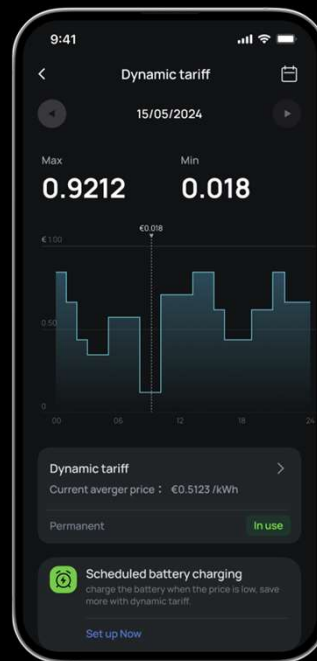 9:41
Dynamic tariff
15/05/2024
Max Min
0.9212 0.018
€0.018
€ 1.00
0.50
0
00 06 12 18 24
Dynamic tariff
Current averger price： €0.5123 /kWh
Permanent In use
Scheduled battery charging
charge the battery when the price is low, save
more with dynamic tariff.
Set up Now